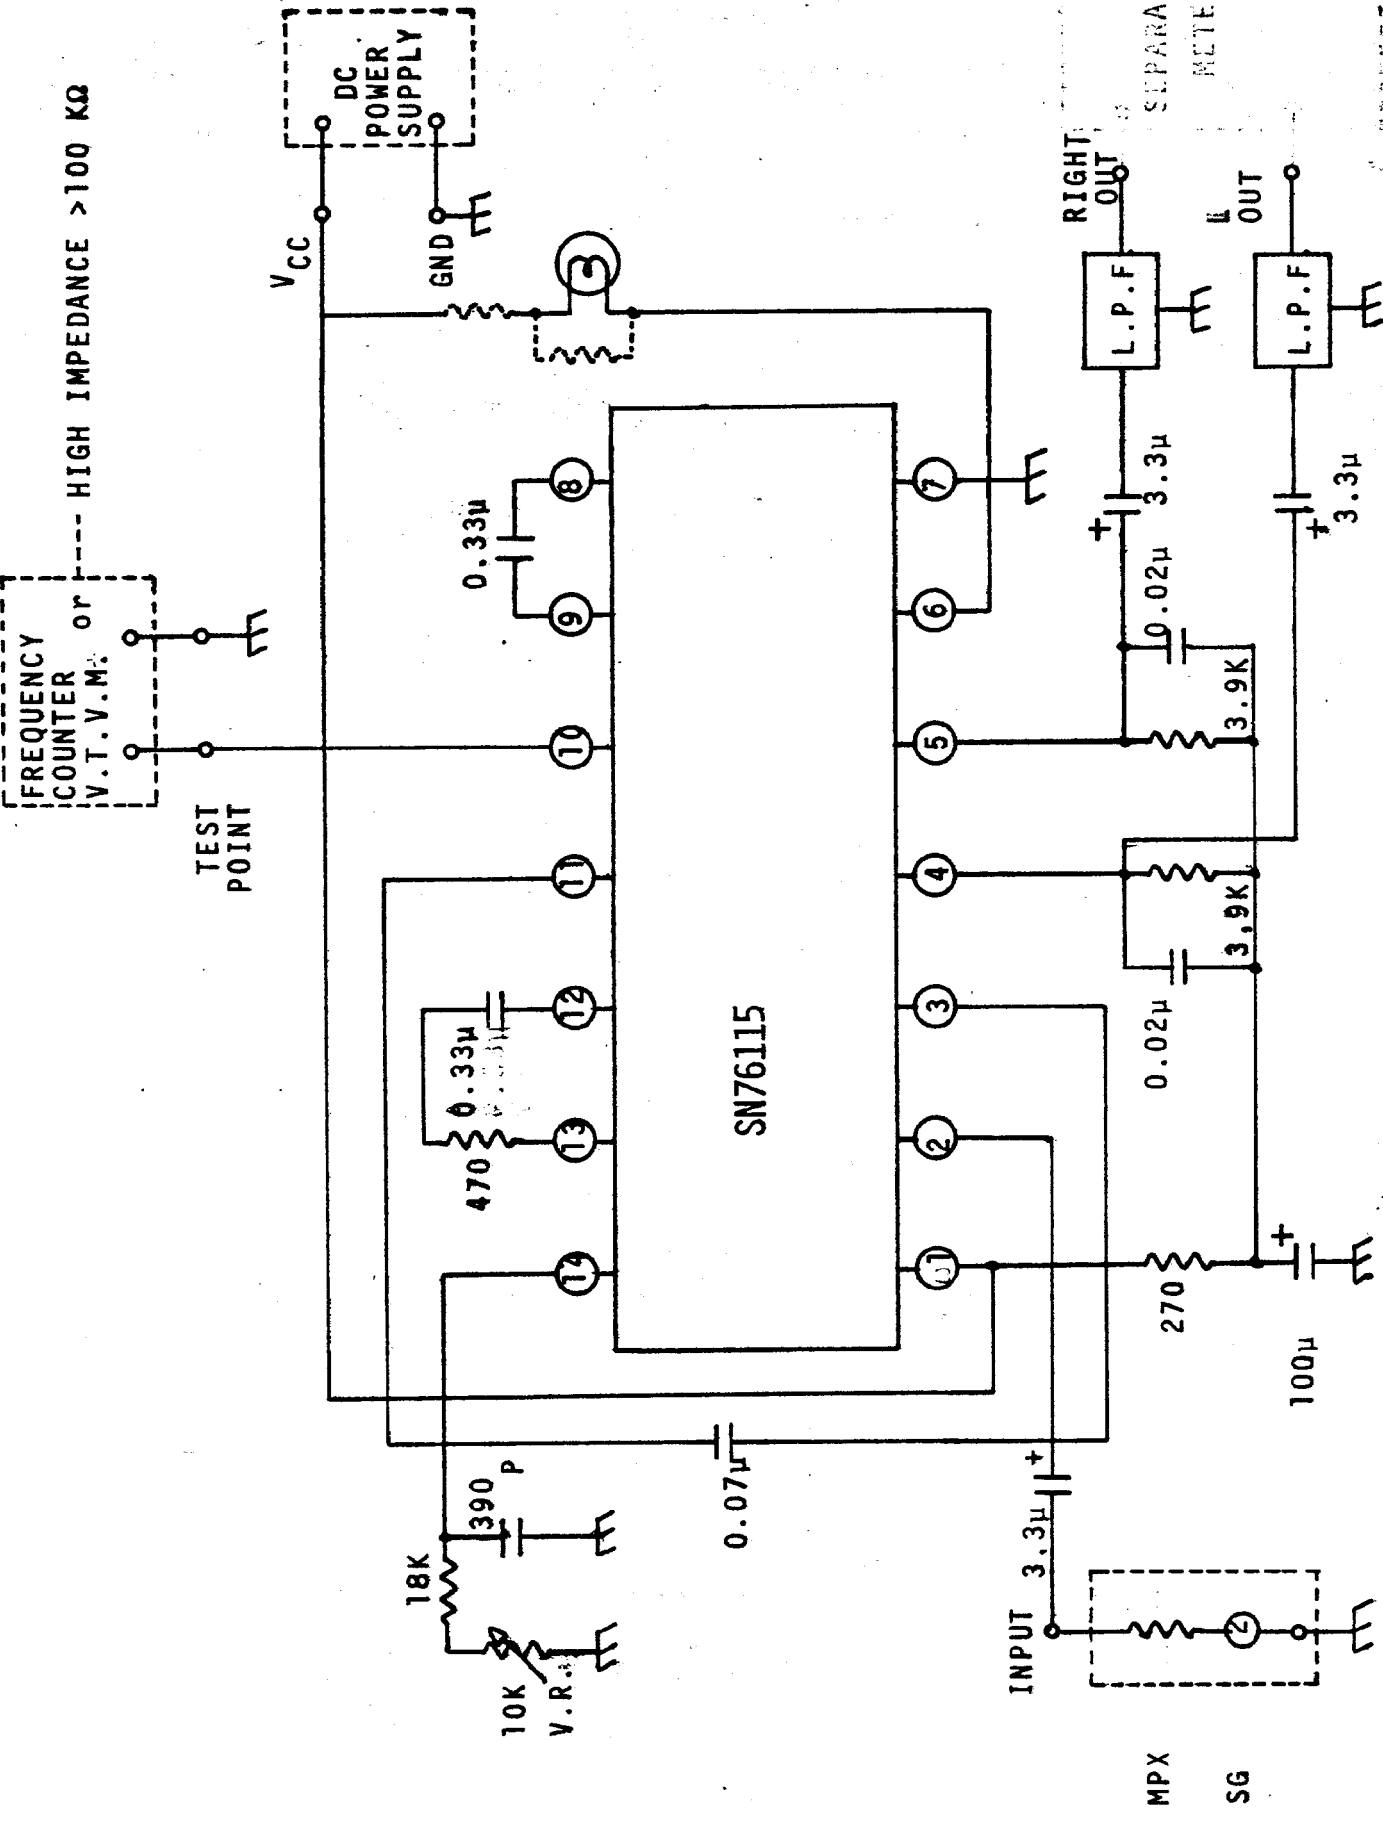 FREQUENCY
COUNTER
V.T.V.M. or ---- HIGH IMPEDANCE >100 KΩ
TEST
POINT
VCC
GND
DC
POWER
SUPPLY
18K
390 P
10K
V.R.
470
0.33µ
0.33µ
14
13
12
11
10
9
8
SN76115
1
2
3
4
5
6
7
0.07µ
INPUT
3.3µ
MPX
SG
270
100µ
0.02µ
3.9K
3.9K
0.02µ
3.3µ
3.3µ
L.P.F
L.P.F
RIGHT
OUT
OUT
SEPARA
METE